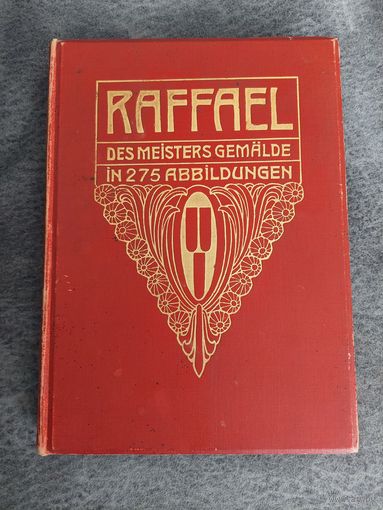 RAFFAEL
DES MEISTERS GEMÄLDE
IN 275 ABBILDUNGEN